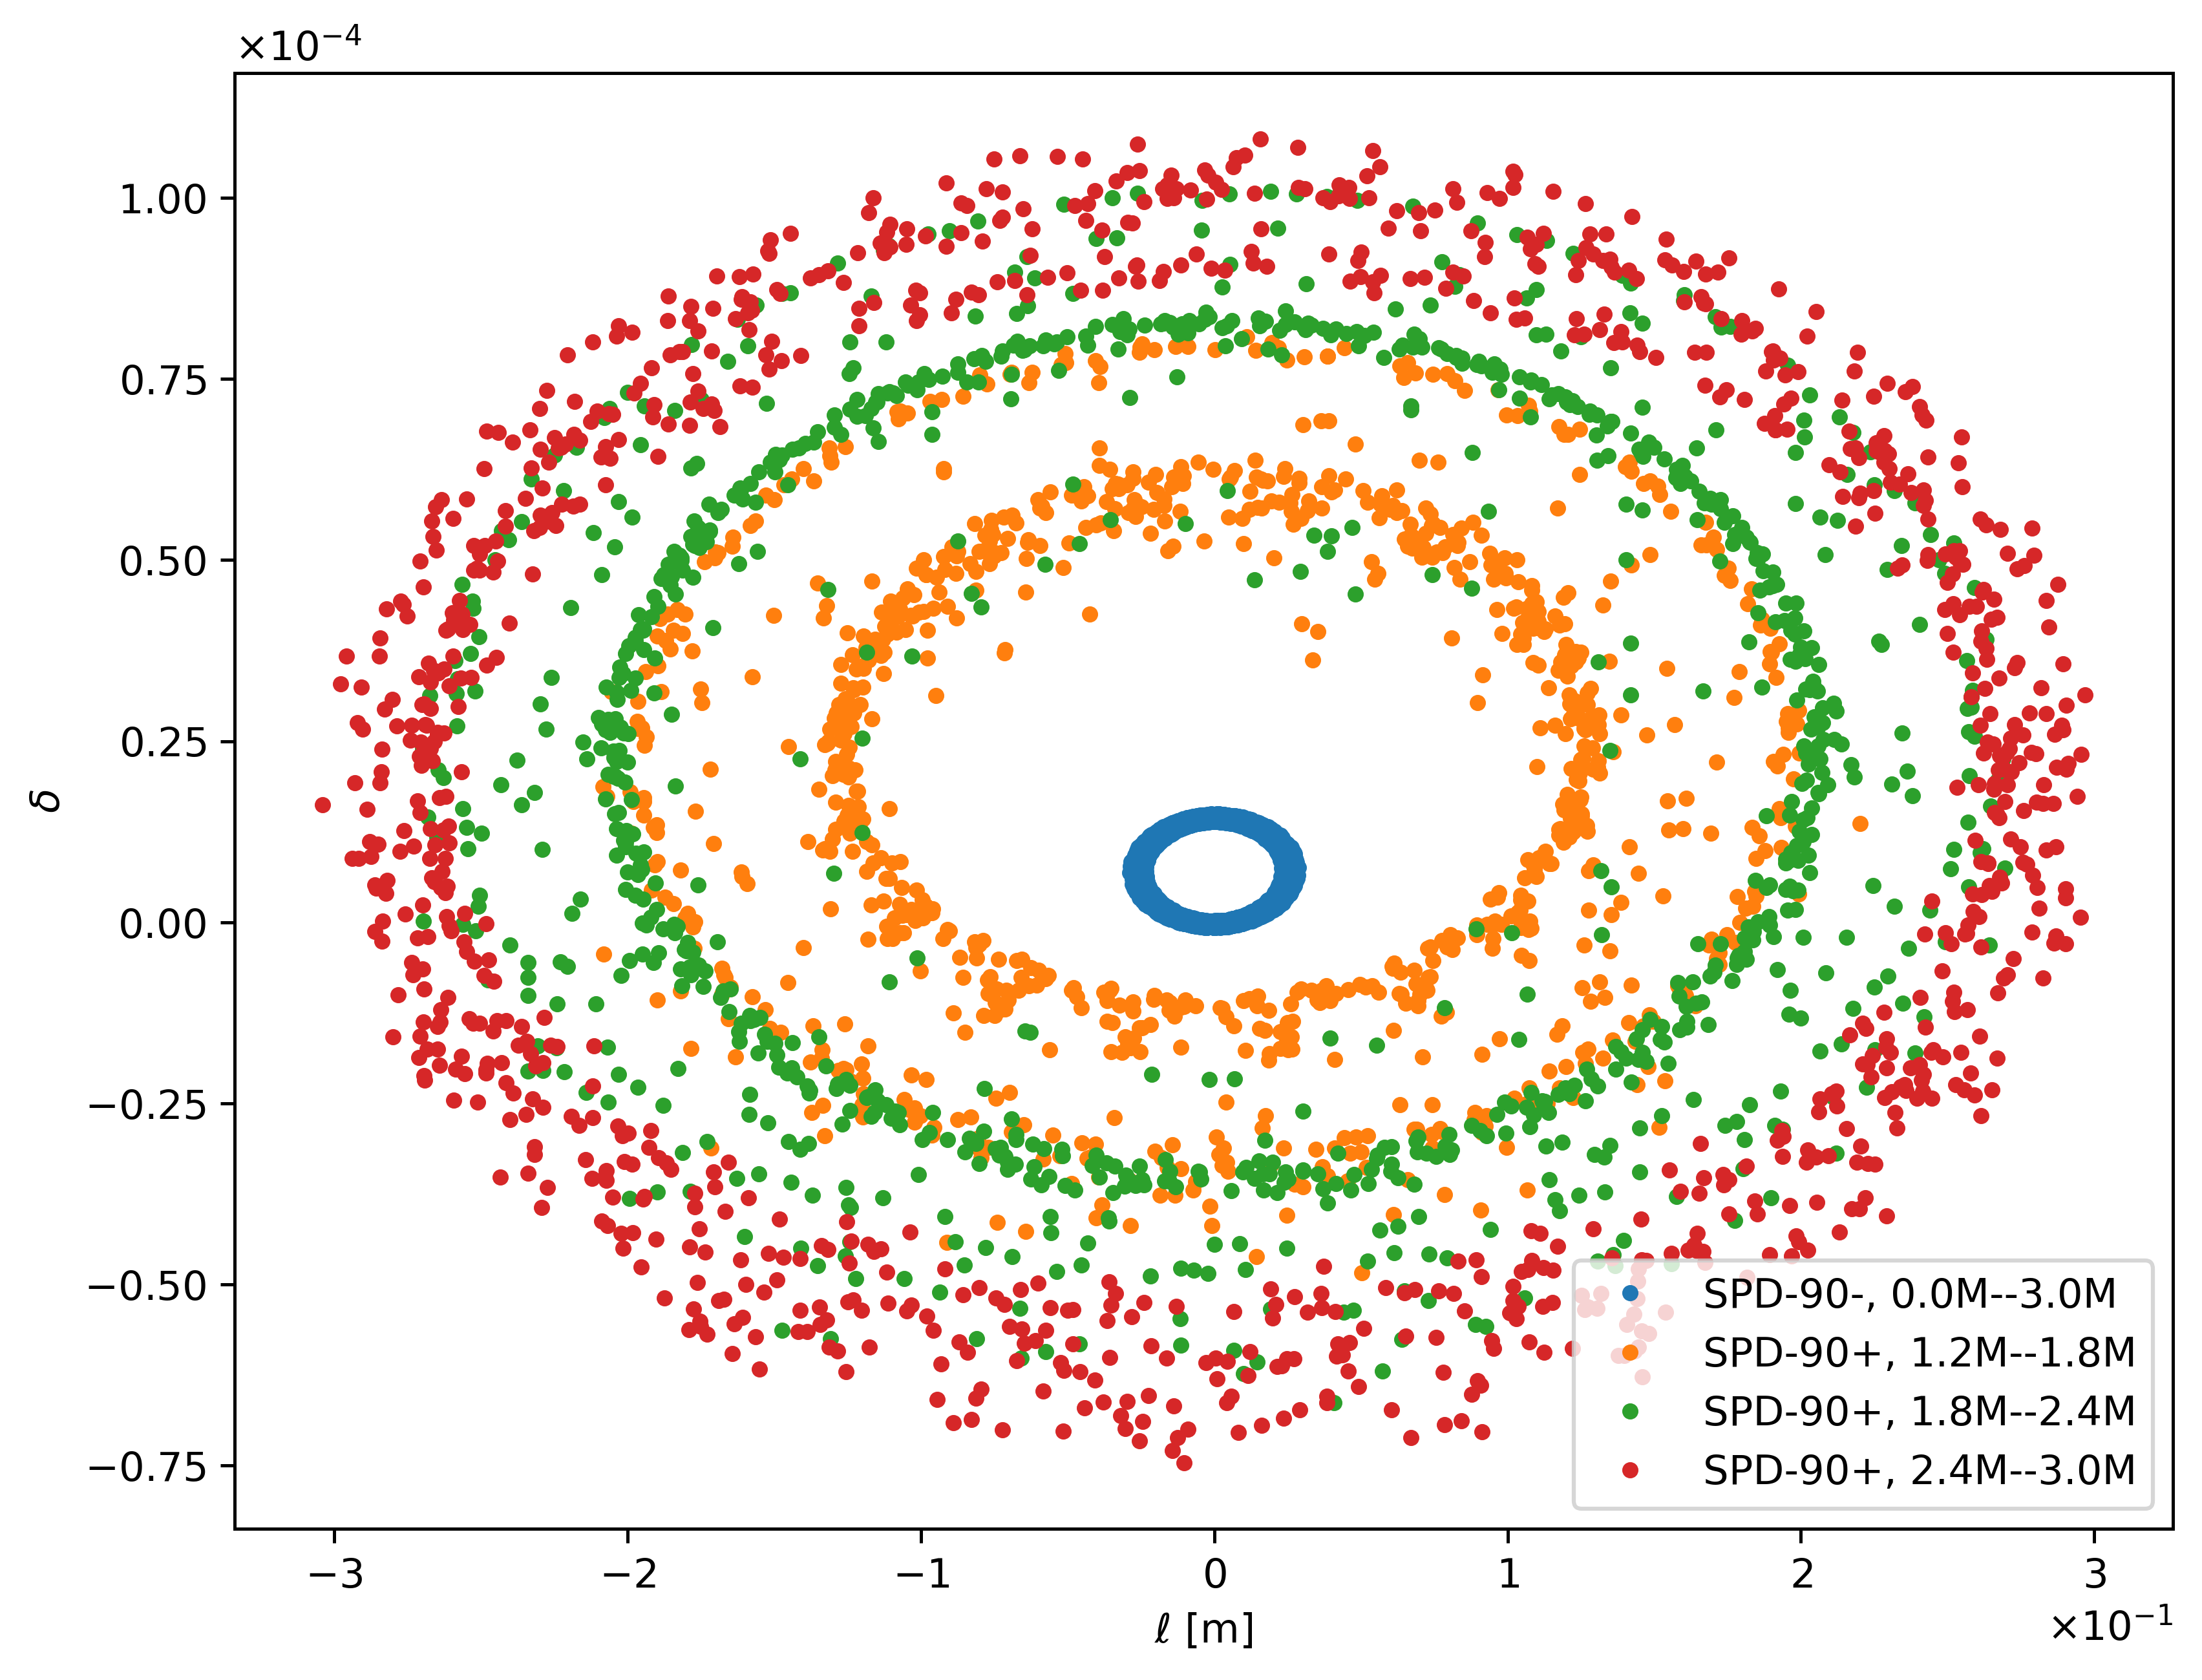 ×10⁻⁴
1.00
0.75
0.50
0.25
0.00
−0.25
−0.50
−0.75
δ
−3
−2
−1
0
1
2
3
ℓ [m]
×10⁻¹
SPD-90-, 0.0M--3.0M
SPD-90+, 1.2M--1.8M
SPD-90+, 1.8M--2.4M
SPD-90+, 2.4M--3.0M